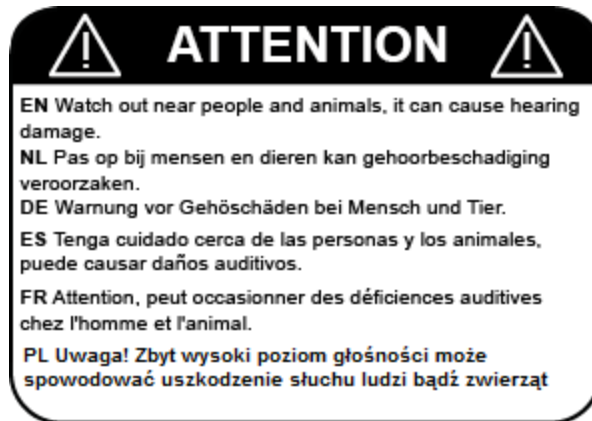 ATTENTION
EN Watch out near people and animals, it can cause hearing
damage.
NL Pas op bij mensen en dieren kan gehoorbeschadiging
veroorzaken.
DE Warnung vor Gehöschäden bei Mensch und Tier.
ES Tenga cuidado cerca de las personas y los animales,
puede causar daños auditivos.
FR Attention, peut occasionner des déficiences auditives
chez l'homme et l'animal.
PL Uwaga! Zbyt wysoki poziom głośności może
spowodować uszkodzenie słuchu ludzi bądź zwierząt